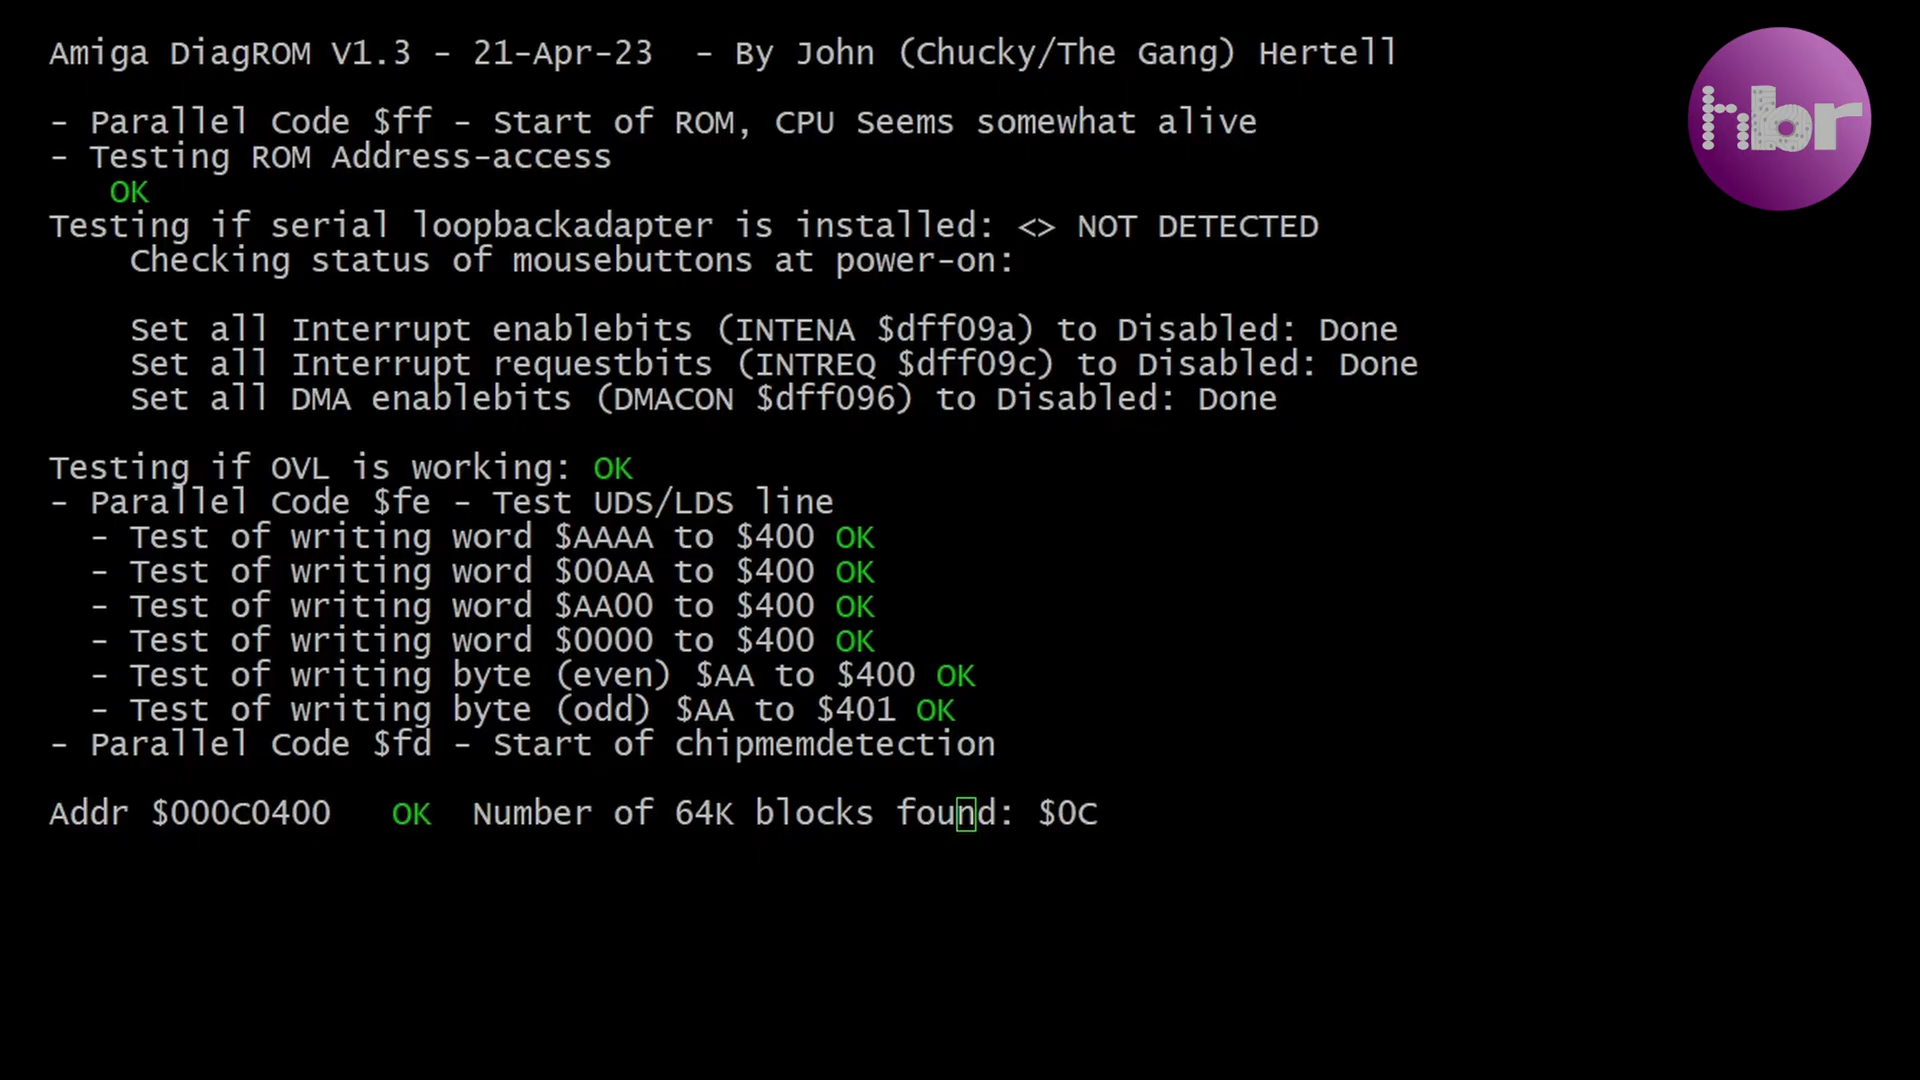 Amiga DiagROM V1.3 - 21-Apr-23  - By John (Chucky/The Gang) Hertell
- Parallel Code $ff - Start of ROM, CPU Seems somewhat alive
- Testing ROM Address-access
OK
Testing if serial loopbackadapter is installed: <> NOT DETECTED
Checking status of mousebuttons at power-on:
Set all Interrupt enablebits (INTENA $dff09a) to Disabled: Done
Set all Interrupt requestbits (INTREQ $dff09c) to Disabled: Done
Set all DMA enablebits (DMACON $dff096) to Disabled: Done
Testing if OVL is working: OK
- Parallel Code $fe - Test UDS/LDS line
- Test of writing word $AAAA to $400 OK
- Test of writing word $00AA to $400 OK
- Test of writing word $AA00 to $400 OK
- Test of writing word $0000 to $400 OK
- Test of writing byte (even) $AA to $400 OK
- Test of writing byte (odd) $AA to $401 OK
- Parallel Code $fd - Start of chipmemdetection
Addr $000C0400   OK  Number of 64K blocks found: $0C
hbr